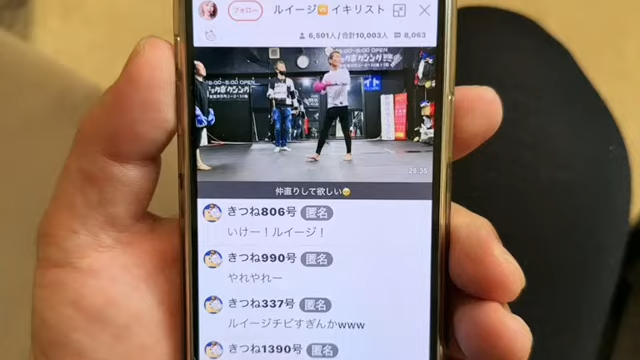 フォロー ルイージ🆚イキリスト
6,501人 / 合計10,003人 8,063
仲直りして欲しい🥺
29:35
きつね806号 匿名
いけー！ルイージ！
きつね990号 匿名
やれやれー
きつね337号 匿名
ルイージチビすぎんかwww
きつね1390号 匿名